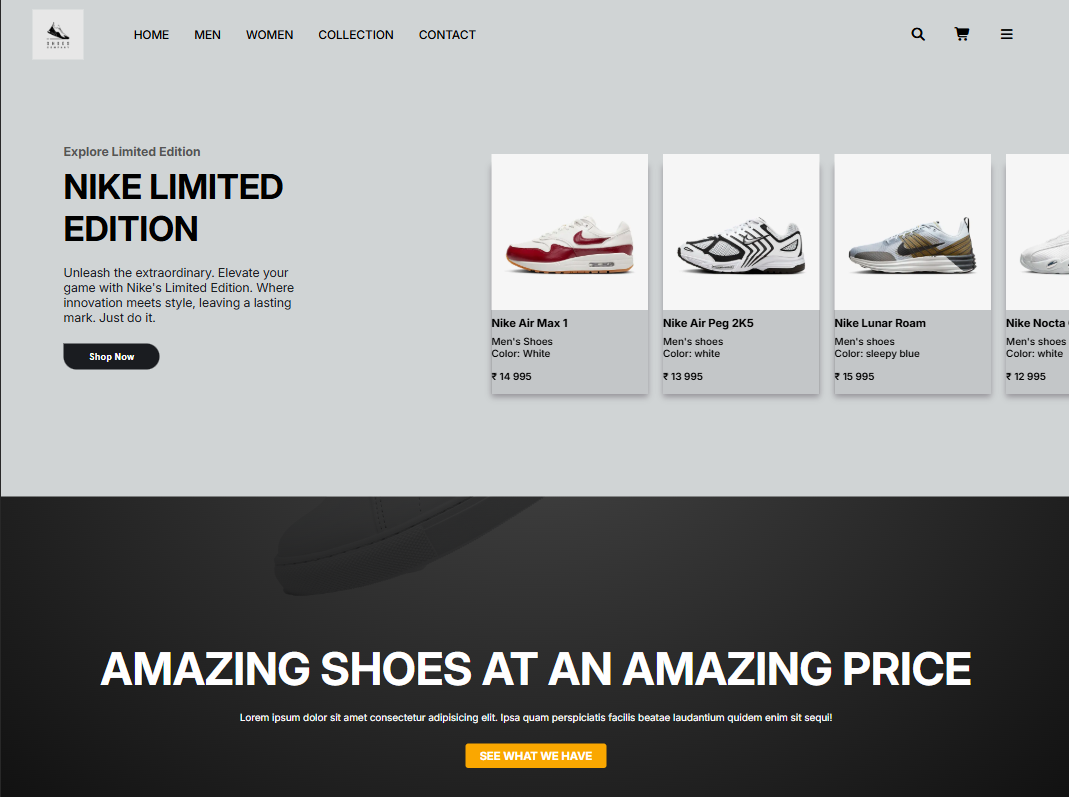 SHOES
COMPANY
HOME MEN WOMEN COLLECTION CONTACT
Explore Limited Edition
NIKE LIMITED
EDITION
Unleash the extraordinary. Elevate your
game with Nike's Limited Edition. Where
innovation meets style, leaving a lasting
mark. Just do it.
Shop Now
Nike Air Max 1
Men's Shoes
Color: White
₹ 14 995
Nike Air Peg 2K5
Men's shoes
Color: white
₹ 13 995
Nike Lunar Roam
Men's shoes
Color: sleepy blue
₹ 15 995
Nike Nocta
Men's shoes
Color: white
₹ 12 995
AMAZING SHOES AT AN AMAZING PRICE
Lorem ipsum dolor sit amet consectetur adipisicing elit. Ipsa quam perspiciatis facilis beatae laudantium quidem enim sit sequi!
SEE WHAT WE HAVE